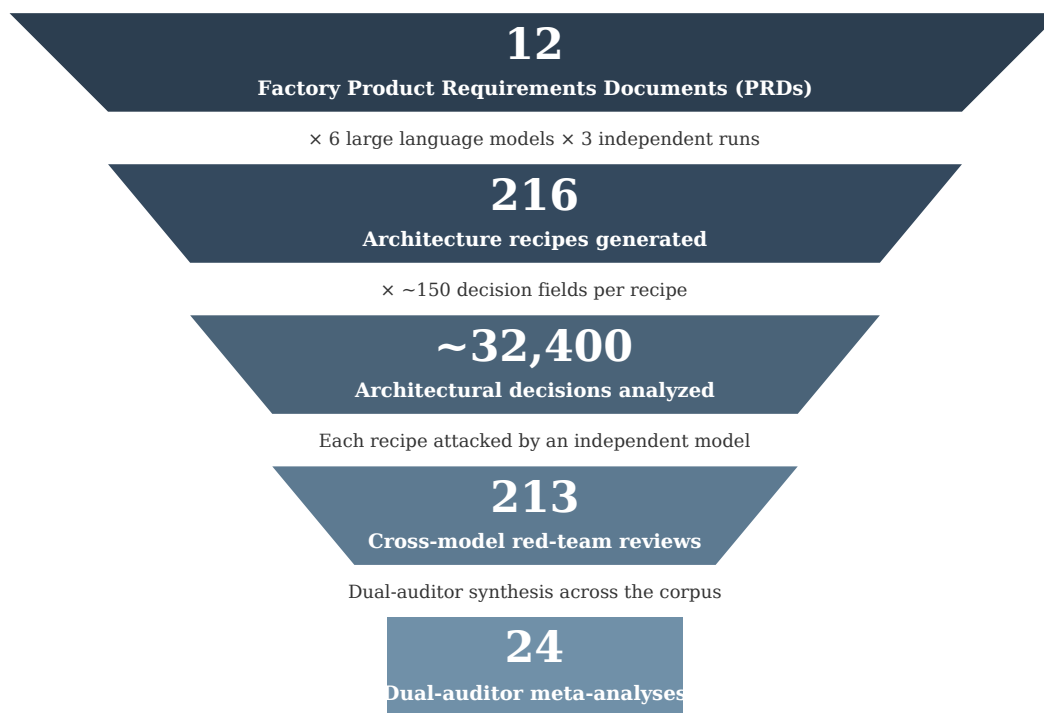 12
Factory Product Requirements Documents (PRDs)
× 6 large language models × 3 independent runs
216
Architecture recipes generated
× ~150 decision fields per recipe
~32,400
Architectural decisions analyzed
Each recipe attacked by an independent model
213
Cross-model red-team reviews
Dual-auditor synthesis across the corpus
24
Dual-auditor meta-analyses